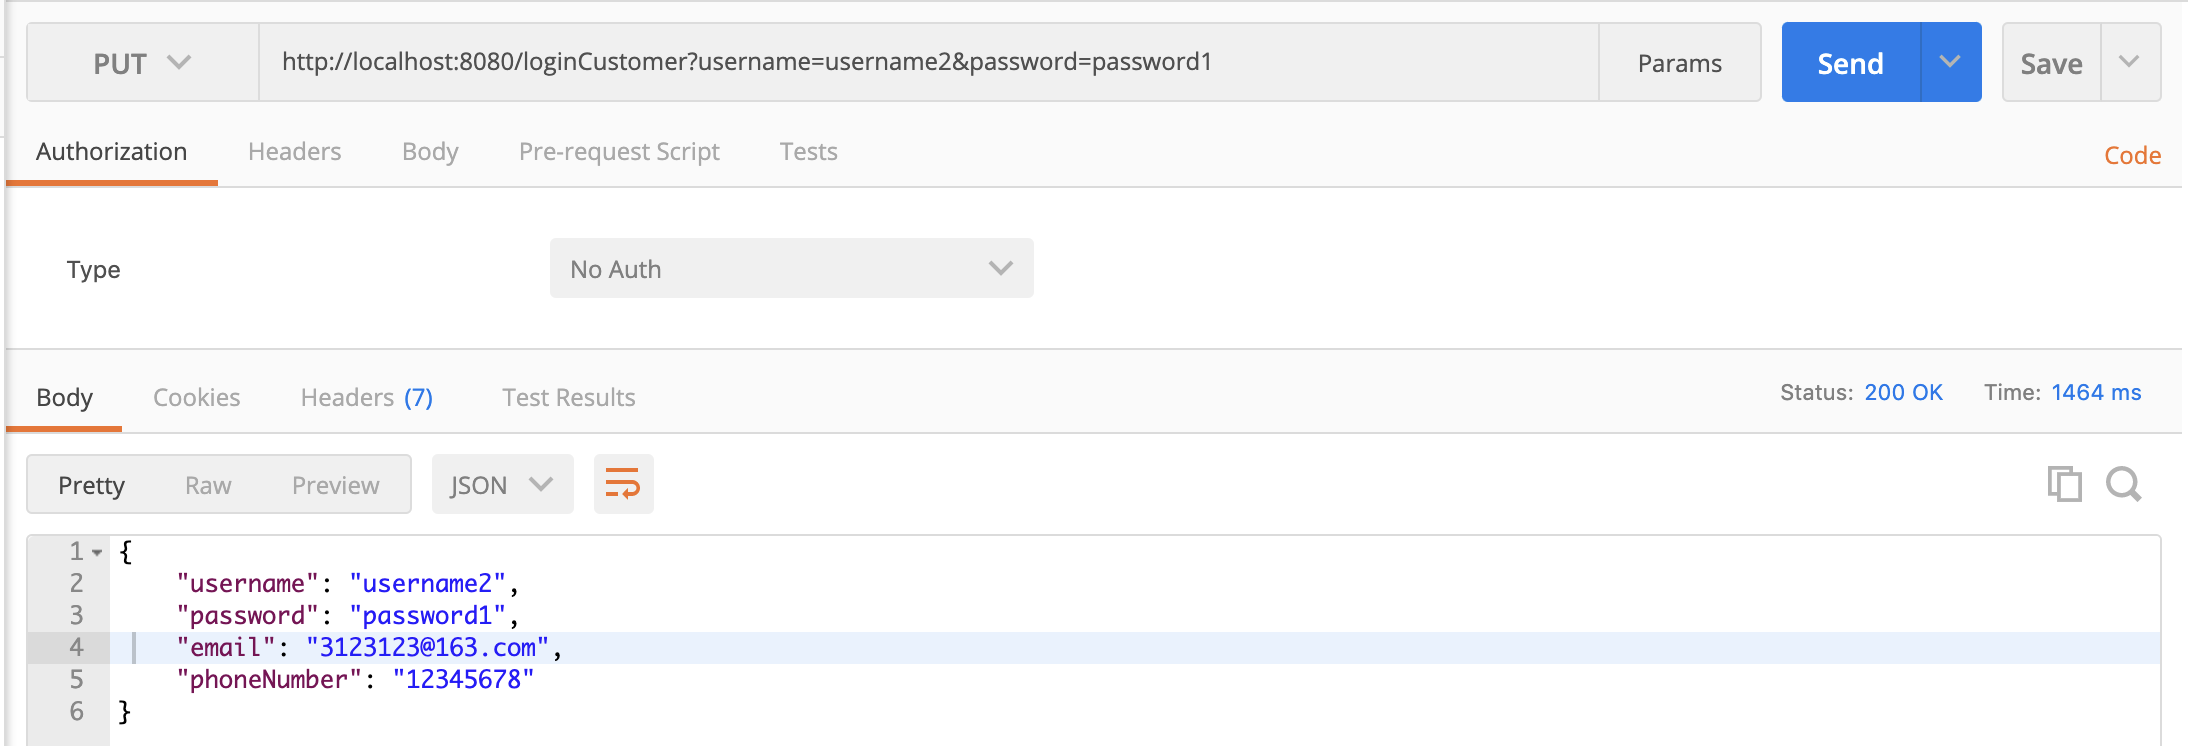 PUT http://localhost:8080/loginCustomer?username=username2&password=password1 Params Send Save
Authorization Headers Body Pre-request Script Tests Code
Type No Auth
Body Cookies Headers (7) Test Results Status: 200 OK Time: 1464 ms
Pretty Raw Preview JSON
1 {
2 "username": "username2",
3 "password": "password1",
4 "email": "3123123@163.com",
5 "phoneNumber": "12345678"
6 }